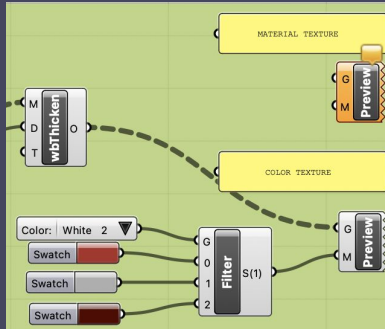 MATERIAL TEXTURE
G
M
Preview
M
D
T
wbThicken
O
COLOR TEXTURE
G
M
Preview
Color: White 2
Swatch
Swatch
Swatch
G
0
1
2
Filter
S(1)